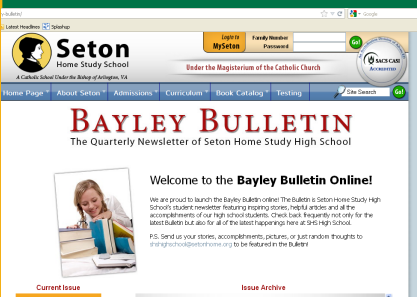 y-bulletin/
Google
Latest Headlines Splashup
Seton
Home Study School
A Catholic School Under the Bishop of Arlington, VA
Login to
MySeton
Family Number
Password
Go!
Under the Magisterium of the Catholic Church
SACS CASI
ACCREDITED
Home Page About Seton Admissions Curriculum Book Catalog Testing Site Search Go!
BAYLEY BULLETIN
The Quarterly Newsletter of Seton Home Study High School
Welcome to the Bayley Bulletin Online!
We are proud to launch the Bayley Bulletin online! The Bulletin is Seton Home Study High
School's student newsletter featuring inspiring stories, helpful articles and all the
accomplishments of our high school students. Check back frequently not only for the
latest Bulletin but also for all of the latest happenings here at SHS High School.
P.S. Send us your stories, accomplishments, pictures, or just random thoughts to
shshighschool@setonhome.org to be featured in the Bulletin!
Current Issue
Issue Archive